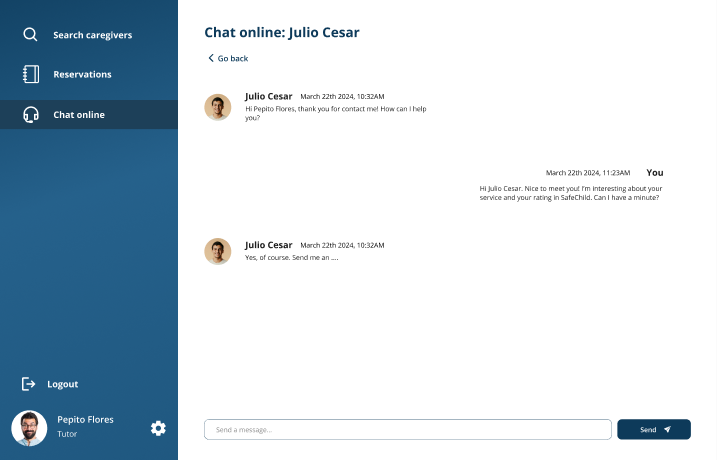 Search caregivers
Reservations
Chat online
Logout
Pepito Flores
Tutor
Chat online: Julio Cesar
Go back
Julio Cesar March 22th 2024, 10:32AM
Hi Pepito Flores, thank you for contact me! How can I help
you?
March 22th 2024, 11:23AM You
Hi Julio Cesar. Nice to meet you! I'm interesting about your
service and your rating in SafeChild. Can I have a minute?
Julio Cesar March 22th 2024, 10:32AM
Yes, of course. Send me an ....
Send a message...
Send